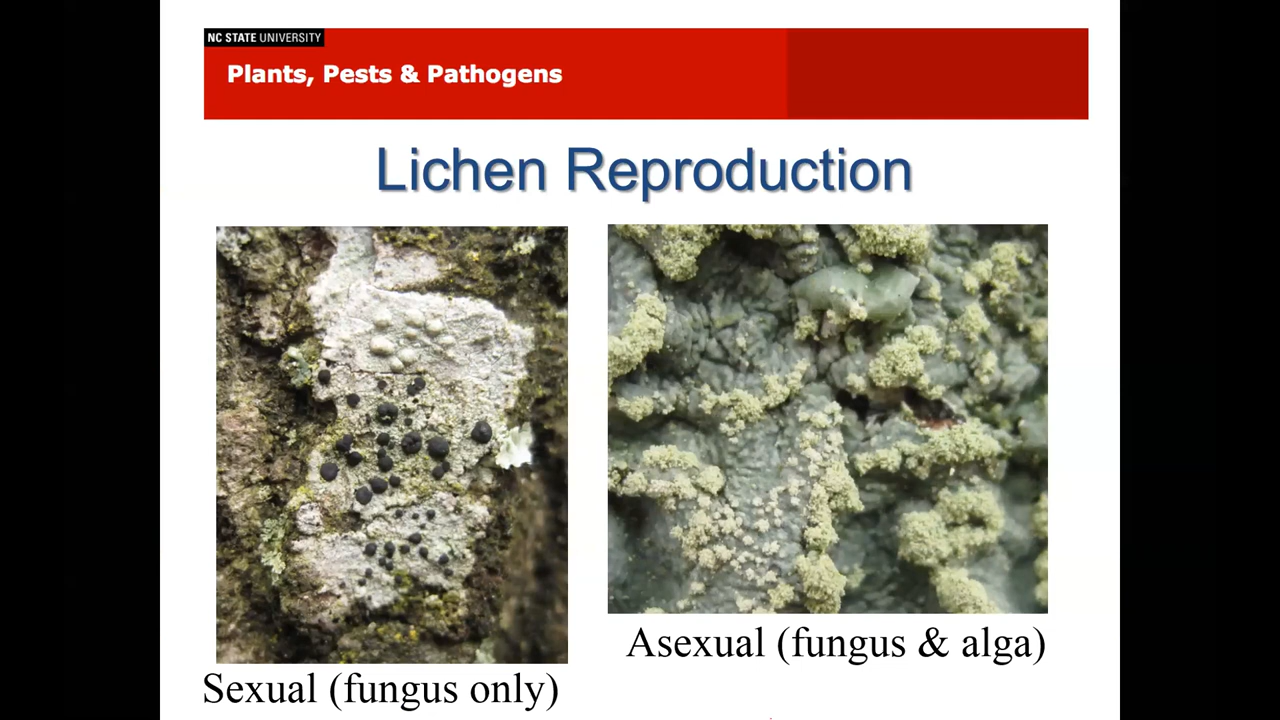 NC STATE UNIVERSITY
Plants, Pests & Pathogens
Lichen Reproduction
Asexual (fungus & alga)
Sexual (fungus only)